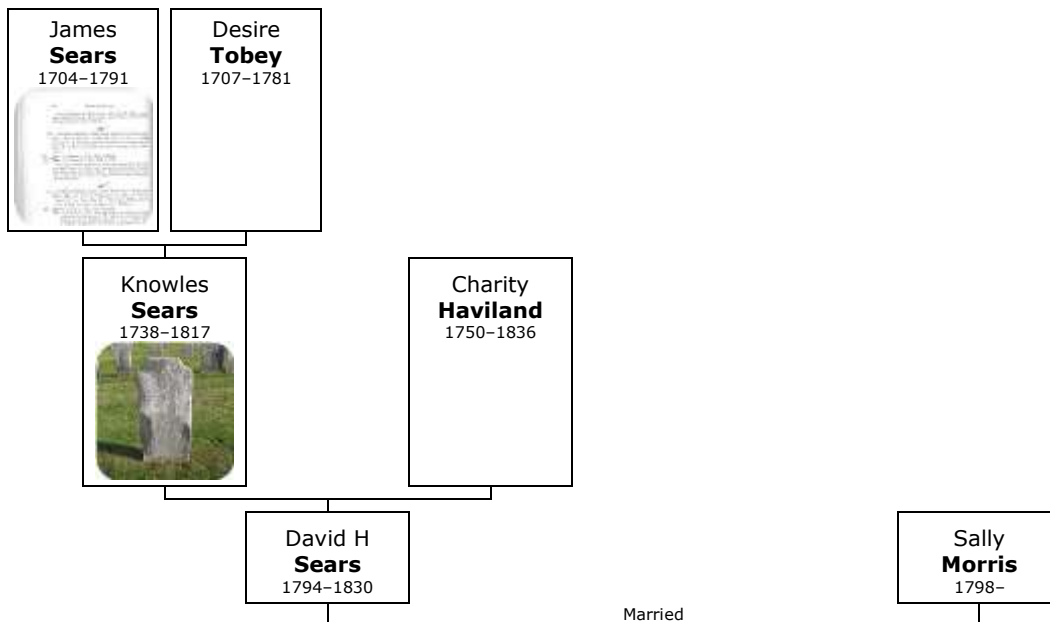 James
Sears
1704–1791
Desire
Tobey
1707–1781
Knowles
Sears
1738–1817
Charity
Haviland
1750–1836
David H
Sears
1794–1830
Sally
Morris
1798–
Married